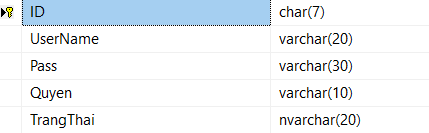 ID char(7)
UserName varchar(20)
Pass varchar(30)
Quyen varchar(10)
TrangThai nvarchar(20)